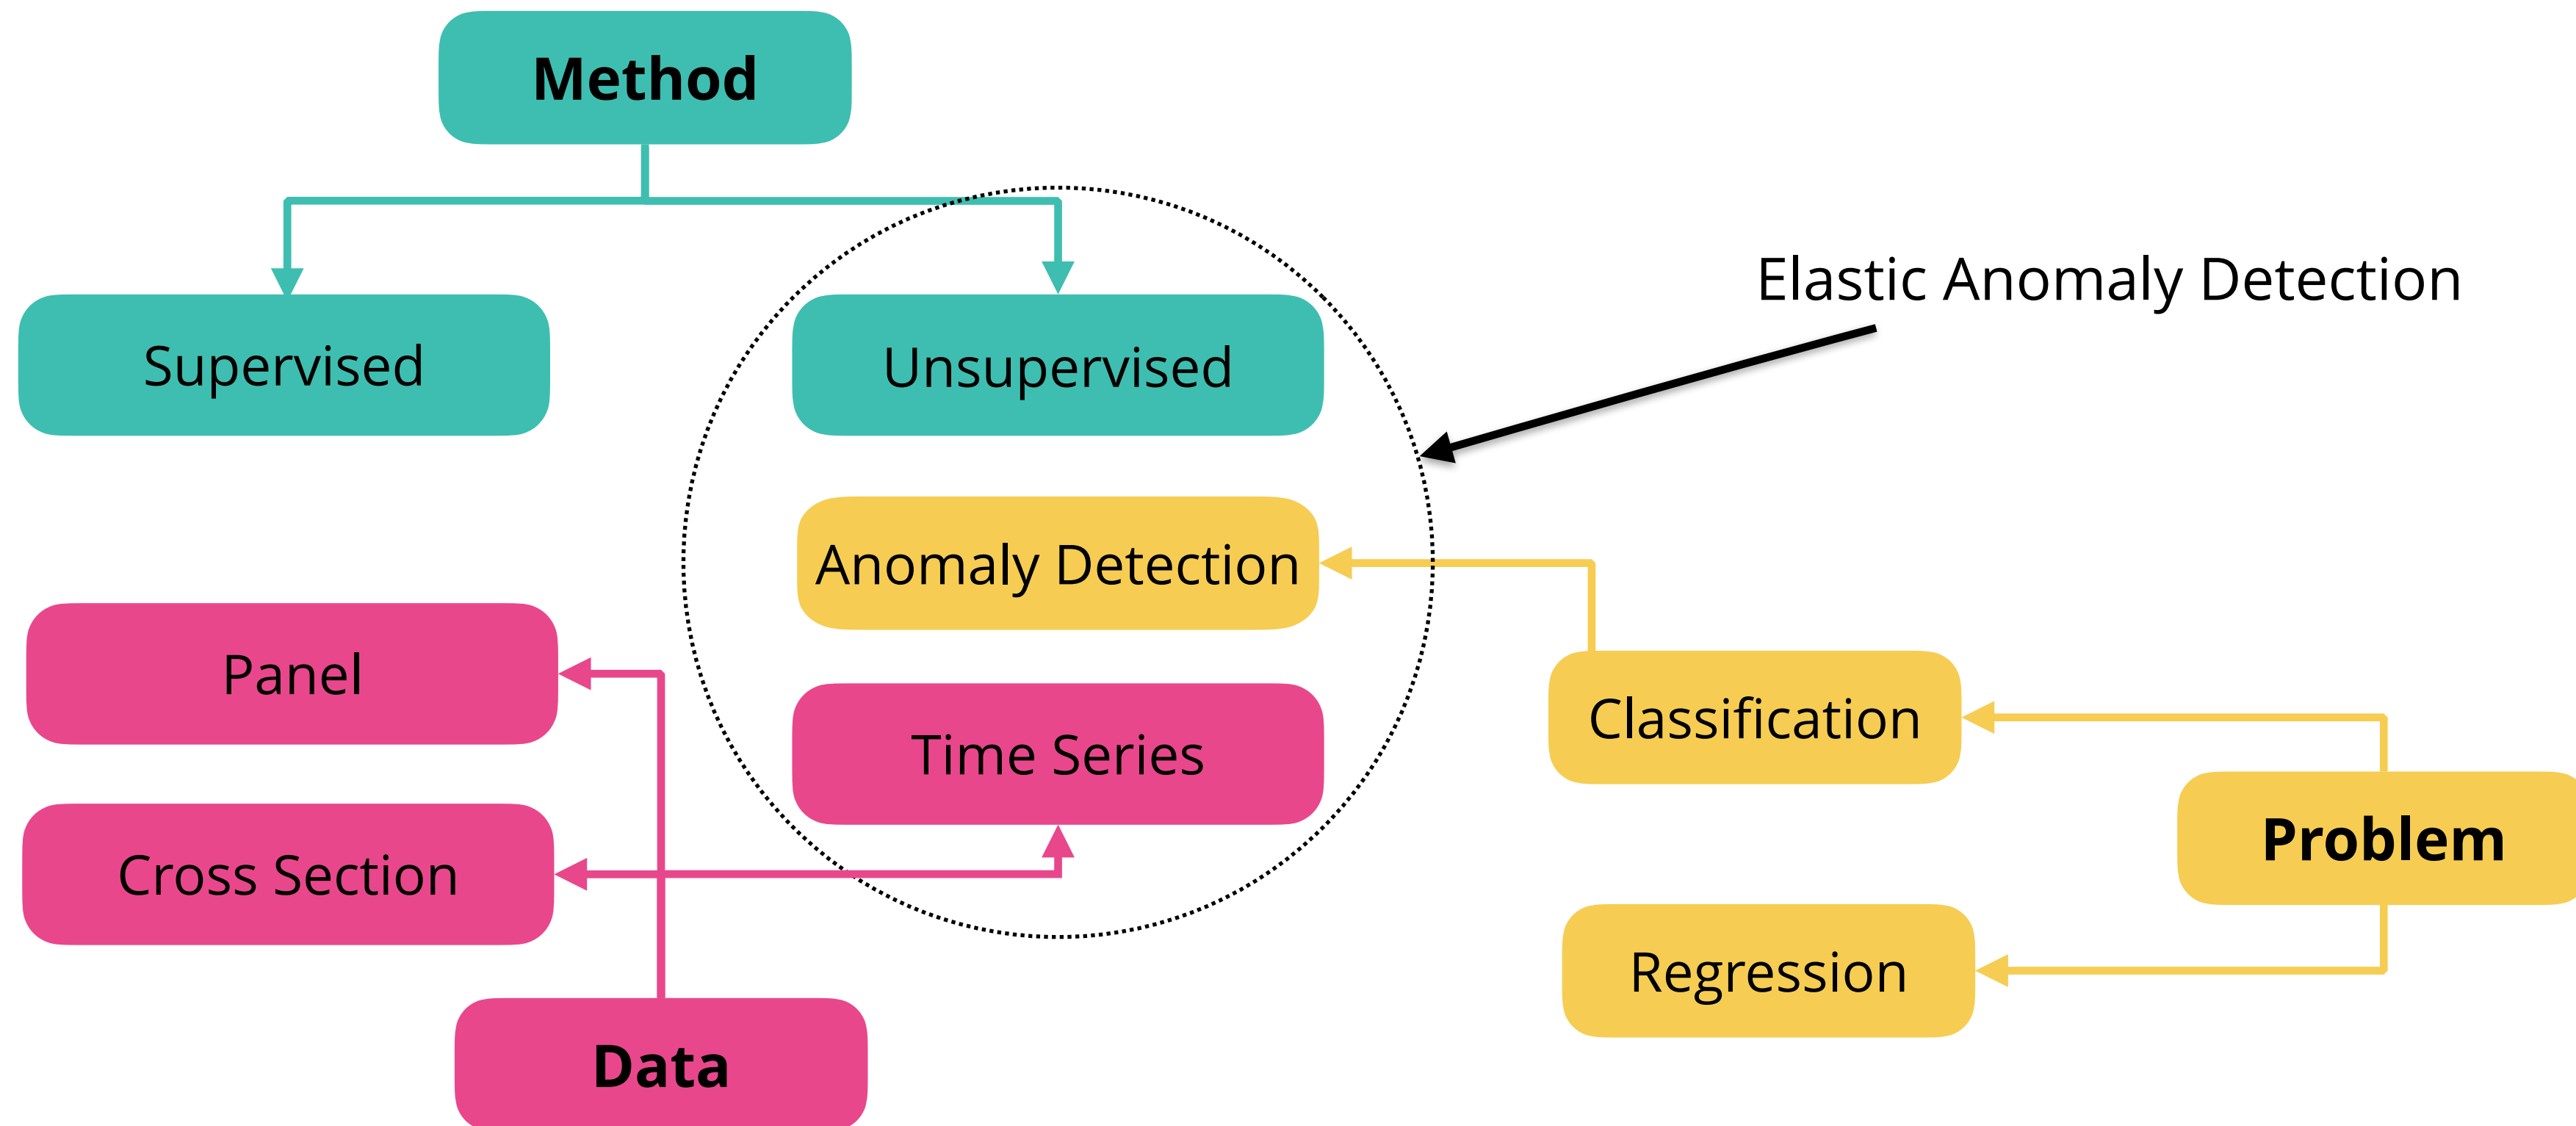 Method
Elastic Anomaly Detection
Supervised
Unsupervised
Anomaly Detection
Panel
Classification
Time Series
Problem
Cross Section
Regression
Data